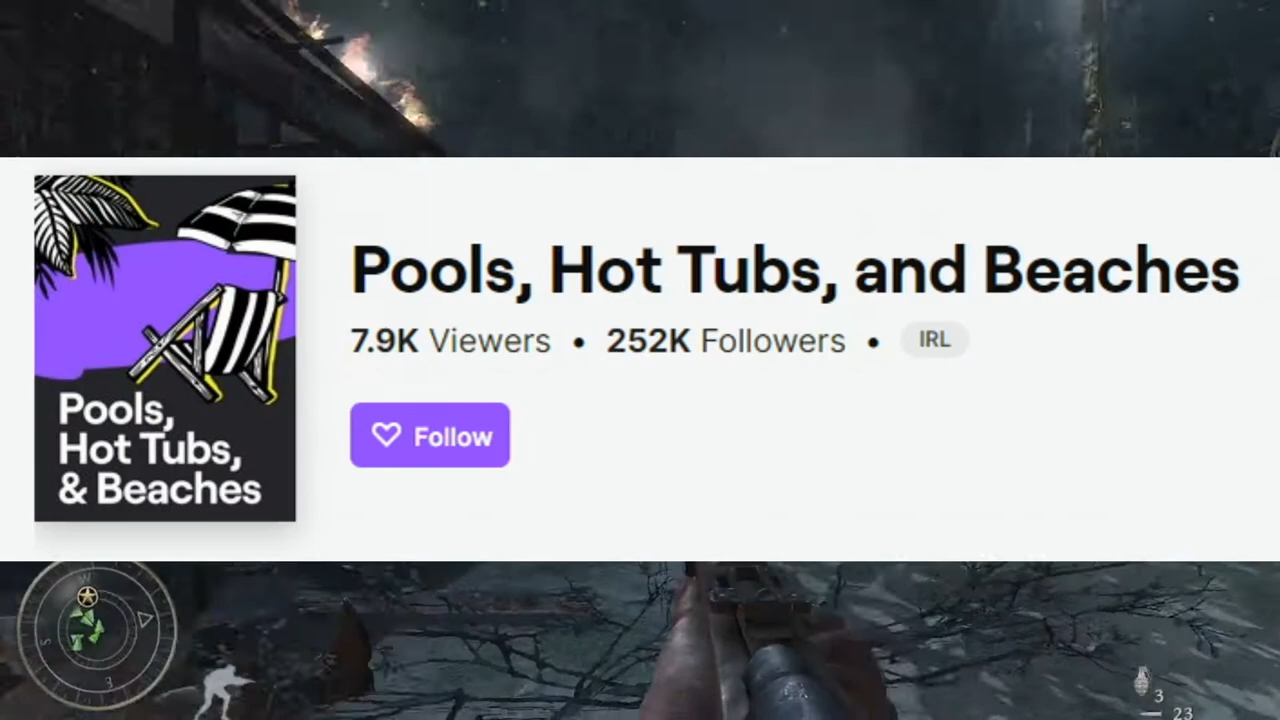 Pools, Hot Tubs, and Beaches
7.9K Viewers • 252K Followers • IRL
Follow
Pools,
Hot Tubs,
& Beaches
W
S
3
23